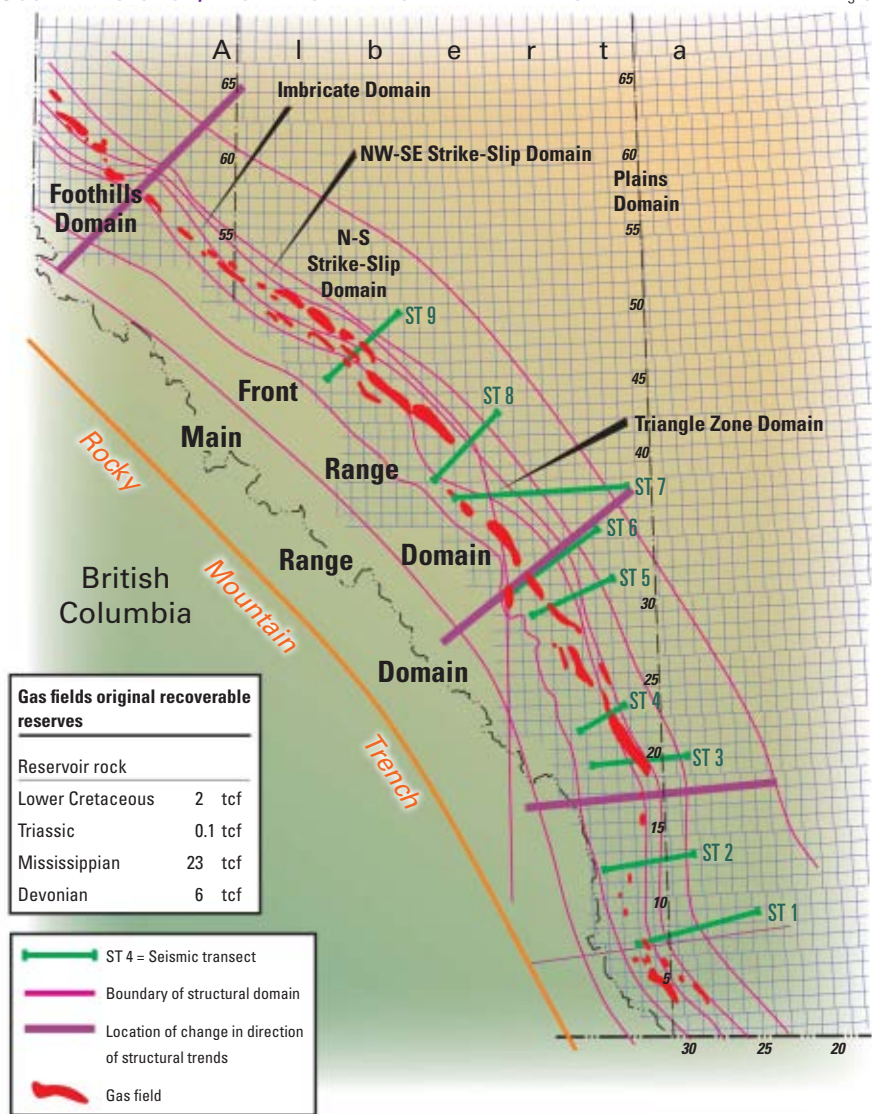 A l b e r t a
65
65
Imbricate Domain
60
NW-SE Strike-Slip Domain
60
Plains
Domain
Foothills
Domain
55
55
N-S
Strike-Slip
Domain
50
ST 9
45
Front
ST 8
Main
Triangle Zone Domain
40
Rocky
Range
ST 7
ST 6
Range
Domain
ST 5
British
Columbia
Mountain
30
Domain
25
ST 4
20
ST 3
Trench
15
ST 2
10
ST 1
5
30 25 20
Gas fields original recoverable
reserves
Reservoir rock
Lower Cretaceous 2 tcf
Triassic 0.1 tcf
Mississippian 23 tcf
Devonian 6 tcf
ST 4 = Seismic transect
Boundary of structural domain
Location of change in direction
of structural trends
Gas field